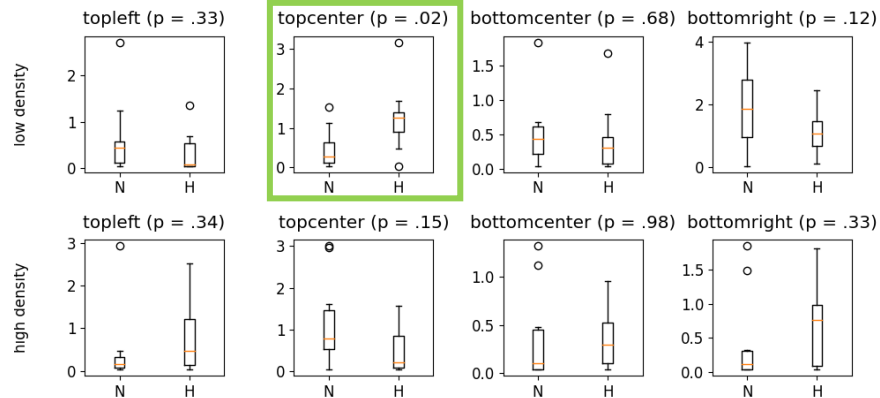 topleft (p = .33) topcenter (p = .02) bottomcenter (p = .68) bottomright (p = .12)
low density
2
1
0
N H
3
2
1
0
N H
1.5
1.0
0.5
0.0
N H
4
2
0
N H
topleft (p = .34) topcenter (p = .15) bottomcenter (p = .98) bottomright (p = .33)
high density
3
2
1
0
N H
3
2
1
0
N H
1.0
0.5
0.0
N H
1.5
1.0
0.5
0.0
N H